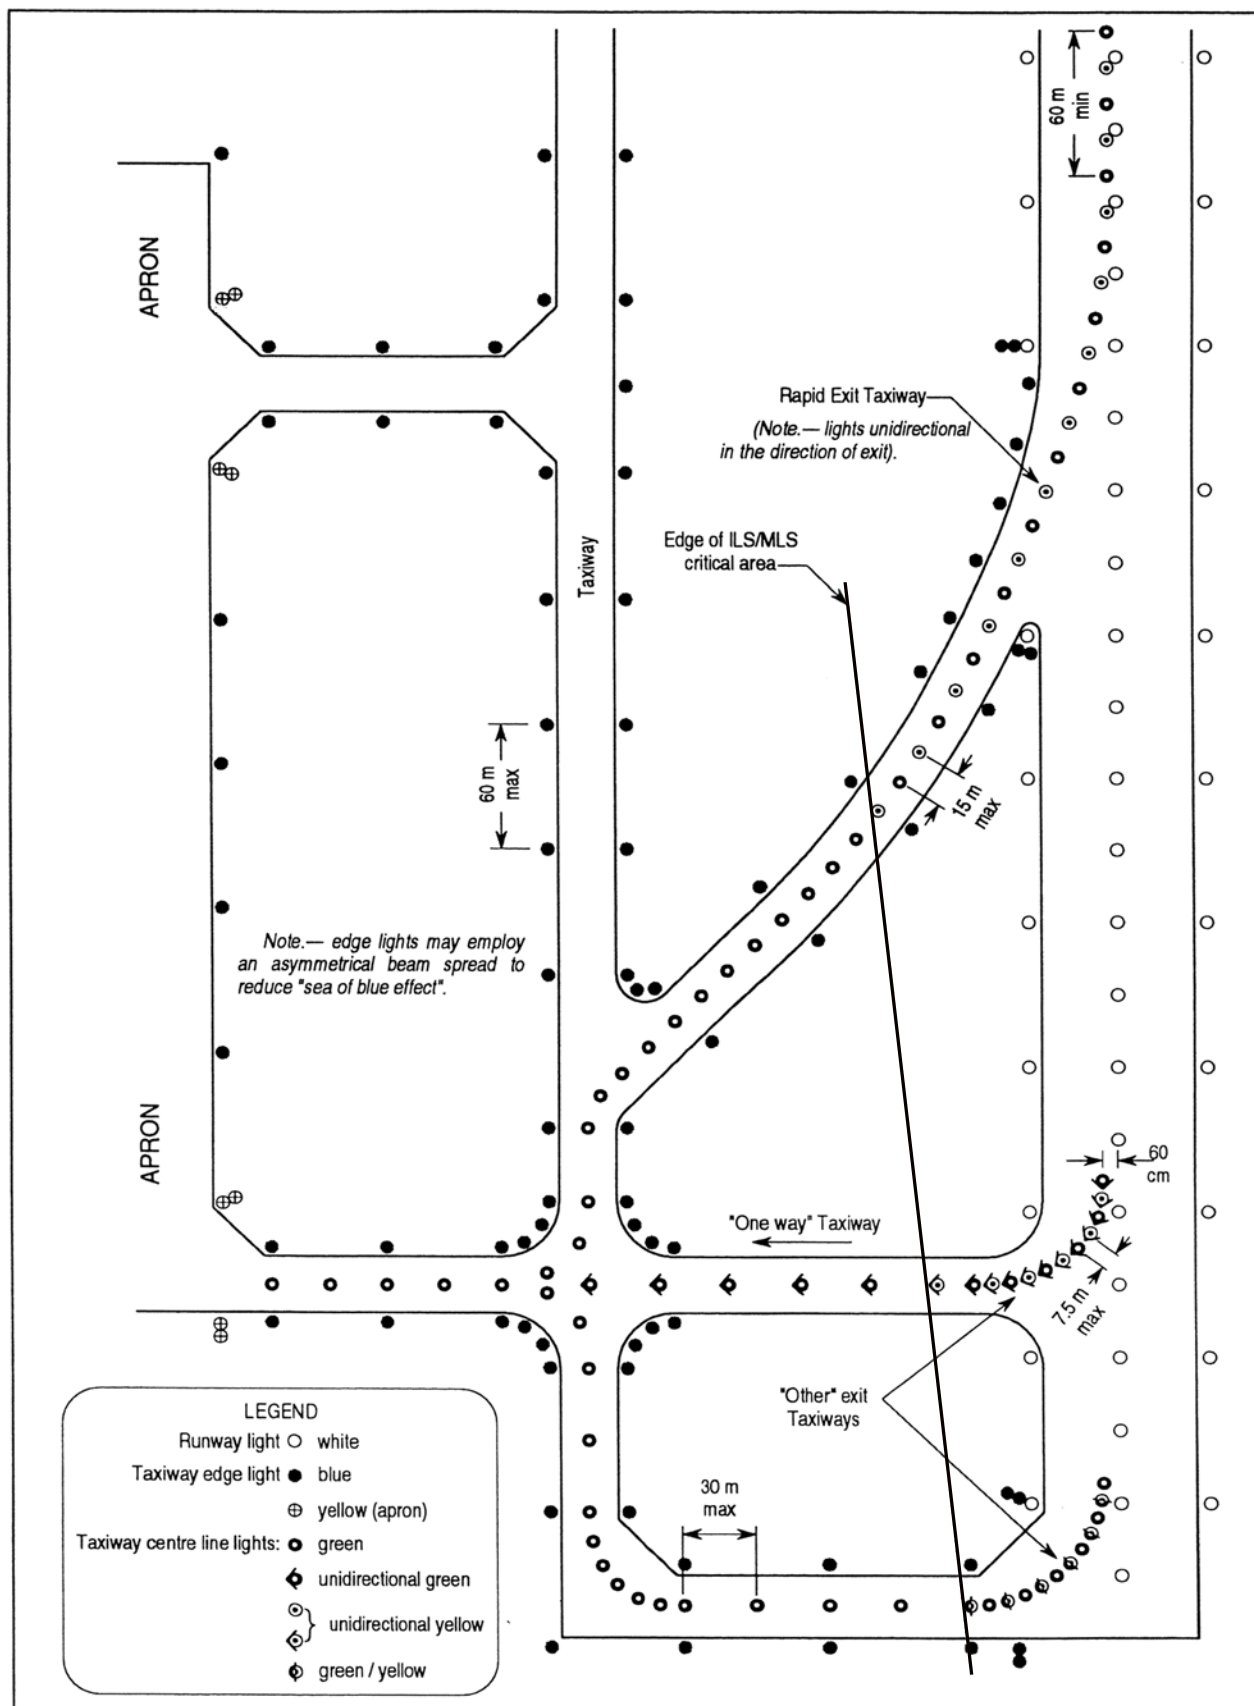 60 m
min
APRON
Rapid Exit Taxiway
(Note.— lights unidirectional
in the direction of exit).
Edge of ILS/MLS
critical area
Taxiway
60 m
max
15 m
max
Note.— edge lights may employ
an asymmetrical beam spread to
reduce "sea of blue effect".
APRON
60
cm
"One way" Taxiway
7.5 m
max
"Other" exit
Taxiways
30 m
max
LEGEND
Runway light white
Taxiway edge light blue
yellow (apron)
Taxiway centre line lights: green
unidirectional green
unidirectional yellow
green / yellow